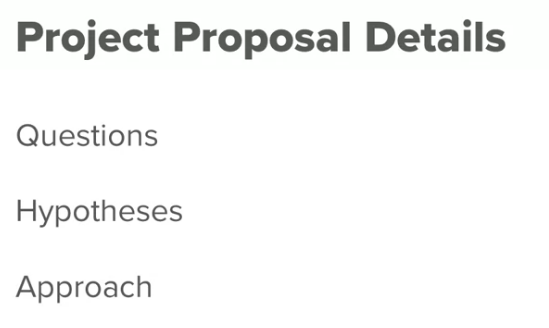 Project Proposal Details
Questions
Hypotheses
Approach